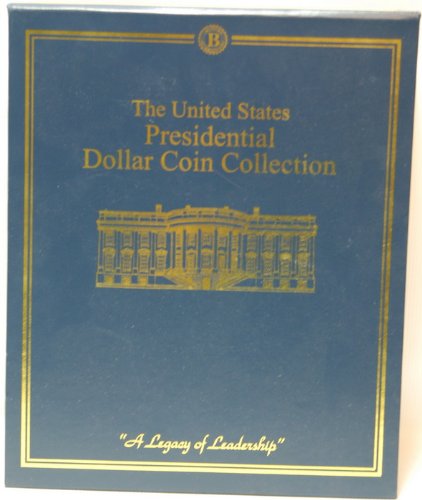 B
The United States
Presidential
Dollar Coin Collection
"A Legacy of Leadership"